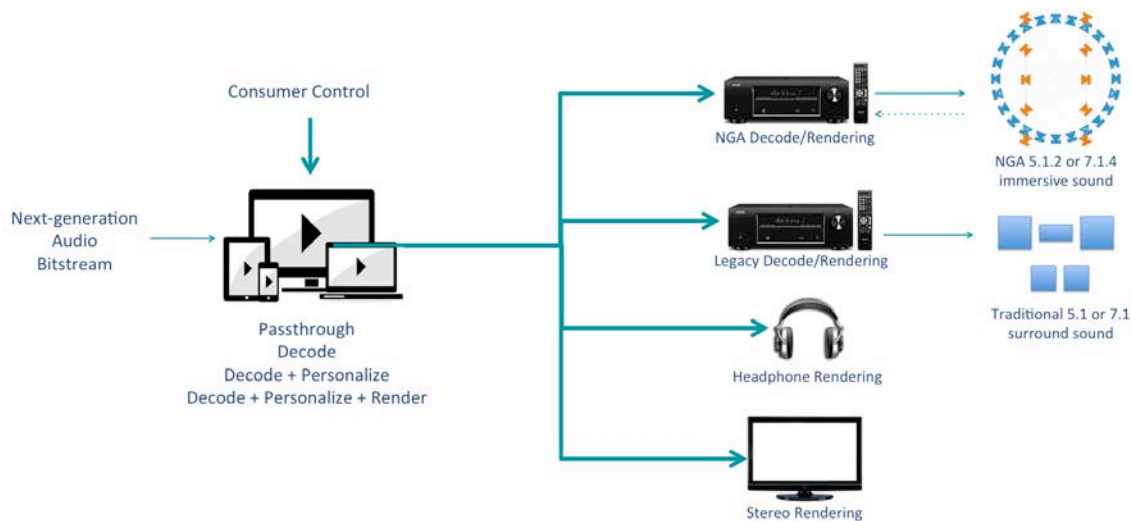 Consumer Control
Next-generation
Audio
Bitstream
Passthrough
Decode
Decode + Personalize
Decode + Personalize + Render
NGA Decode/Rendering
NGA 5.1.2 or 7.1.4
immersive sound
Legacy Decode/Rendering
Traditional 5.1 or 7.1
surround sound
Headphone Rendering
Stereo Rendering